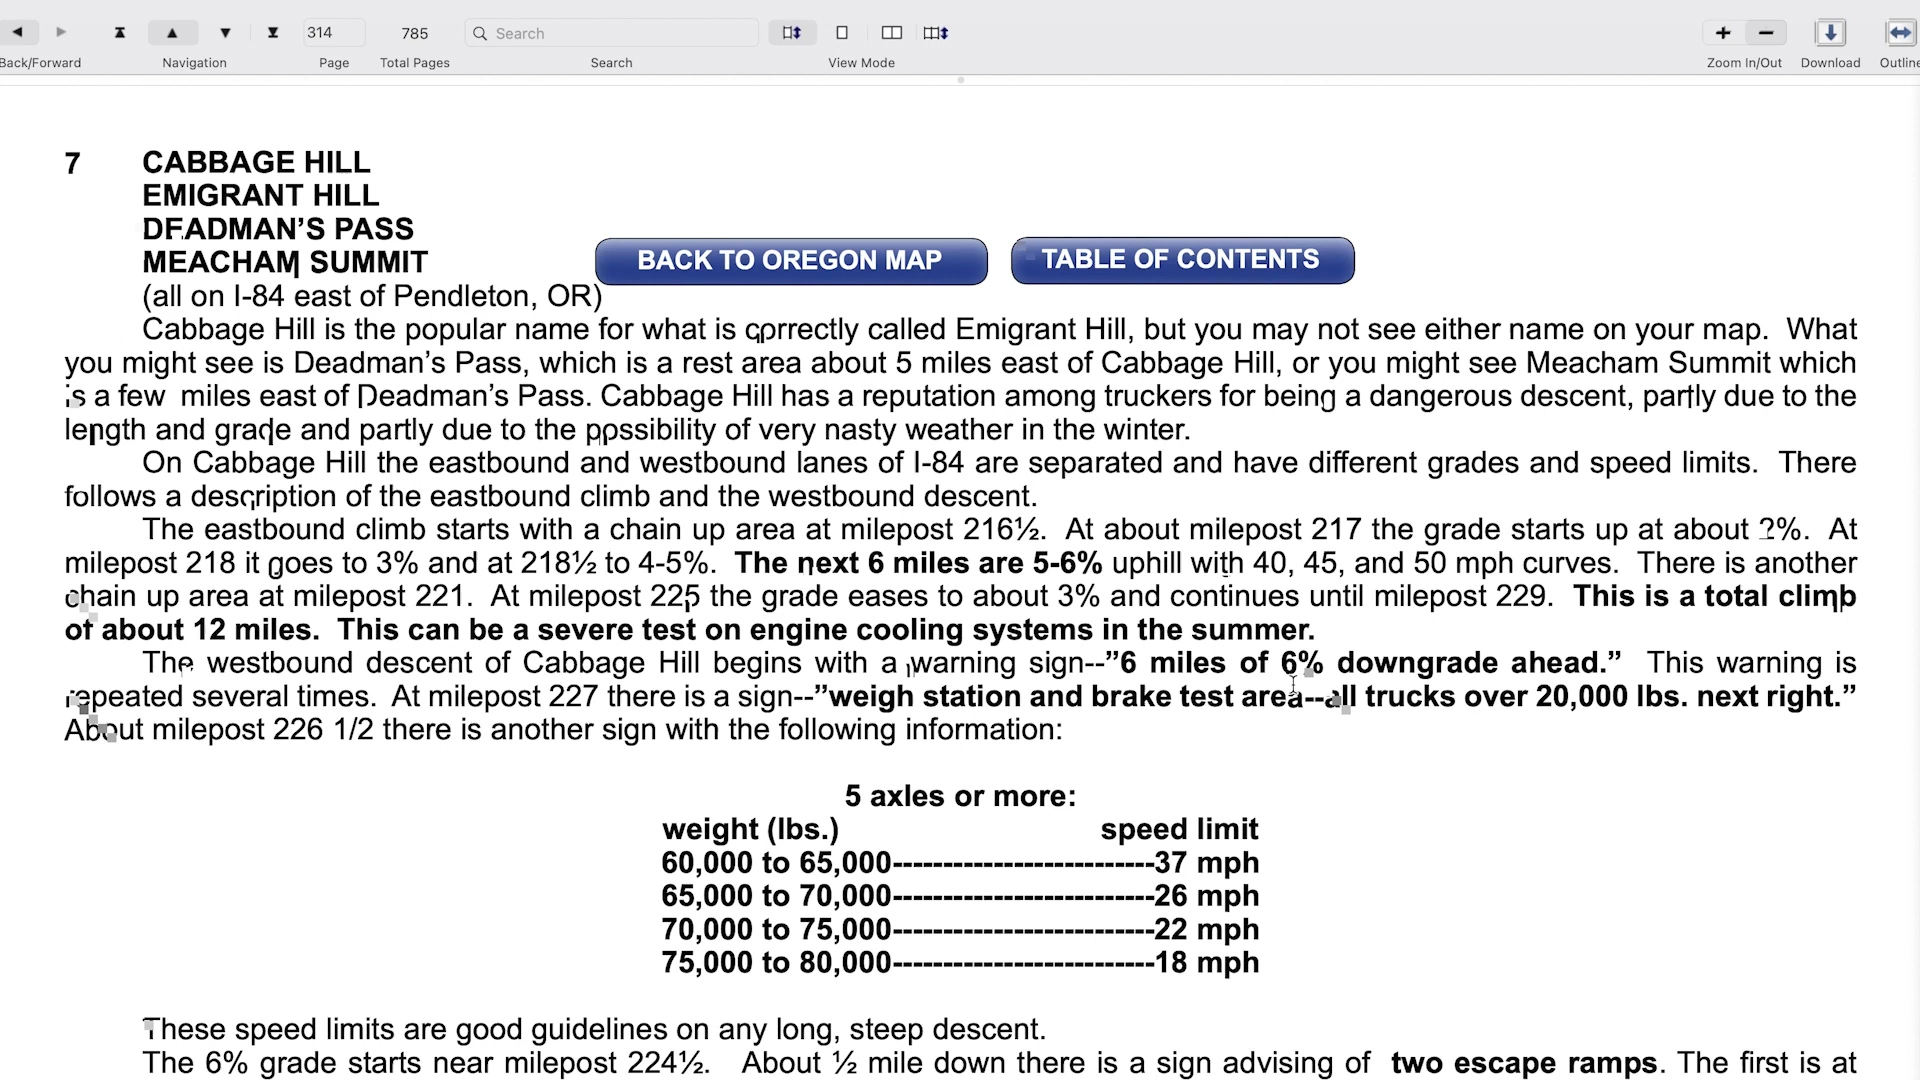 314 785 Search
Back/Forward Navigation Page Total Pages Search View Mode Zoom In/Out Download Outline
7 CABBAGE HILL
EMIGRANT HILL
DEADMAN’S PASS
MEACHAM SUMMIT
BACK TO OREGON MAP TABLE OF CONTENTS
(all on I-84 east of Pendleton, OR)
Cabbage Hill is the popular name for what is correctly called Emigrant Hill, but you may not see either name on your map. What
you might see is Deadman’s Pass, which is a rest area about 5 miles east of Cabbage Hill, or you might see Meacham Summit which
is a few miles east of Deadman’s Pass. Cabbage Hill has a reputation among truckers for being a dangerous descent, partly due to the
length and grade and partly due to the possibility of very nasty weather in the winter.
On Cabbage Hill the eastbound and westbound lanes of I-84 are separated and have different grades and speed limits. There
follows a description of the eastbound climb and the westbound descent.
The eastbound climb starts with a chain up area at milepost 216½. At about milepost 217 the grade starts up at about 2%. At
milepost 218 it goes to 3% and at 218½ to 4-5%. The next 6 miles are 5-6% uphill with 40, 45, and 50 mph curves. There is another
chain up area at milepost 221. At milepost 225 the grade eases to about 3% and continues until milepost 229. This is a total climb
of about 12 miles. This can be a severe test on engine cooling systems in the summer.
The westbound descent of Cabbage Hill begins with a warning sign--”6 miles of 6% downgrade ahead.” This warning is
repeated several times. At milepost 227 there is a sign--”weigh station and brake test area--all trucks over 20,000 lbs. next right.”
About milepost 226 1/2 there is another sign with the following information:
5 axles or more:
weight (lbs.) speed limit
60,000 to 65,000--------------------------37 mph
65,000 to 70,000--------------------------26 mph
70,000 to 75,000--------------------------22 mph
75,000 to 80,000--------------------------18 mph
These speed limits are good guidelines on any long, steep descent.
The 6% grade starts near milepost 224½. About ½ mile down there is a sign advising of two escape ramps. The first is at